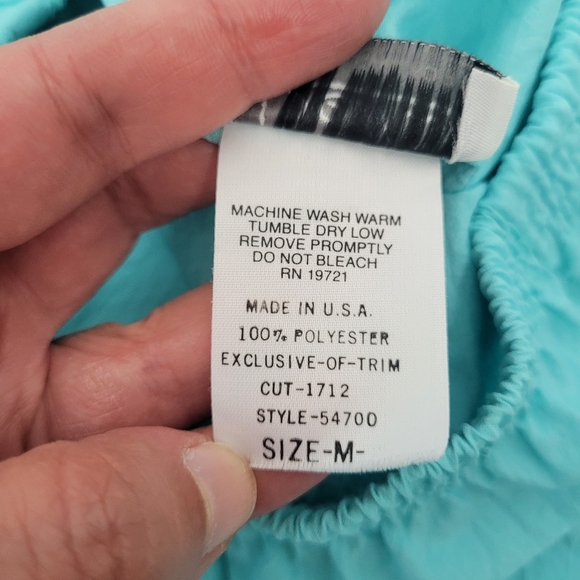 MACHINE WASH WARM
TUMBLE DRY LOW
REMOVE PROMPTLY
DO NOT BLEACH
RN 19721
MADE IN U.S.A.
100% POLYESTER
EXCLUSIVE-OF-TRIM
CUT-1712
STYLE-54700
SIZE-M-